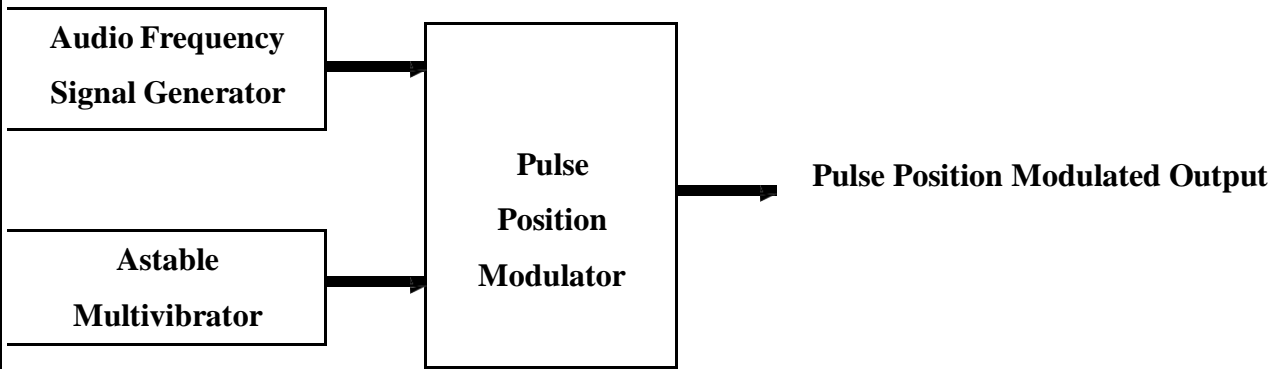 Audio Frequency
Signal Generator
Pulse
Position
Modulator
Pulse Position Modulated Output
Astable
Multivibrator